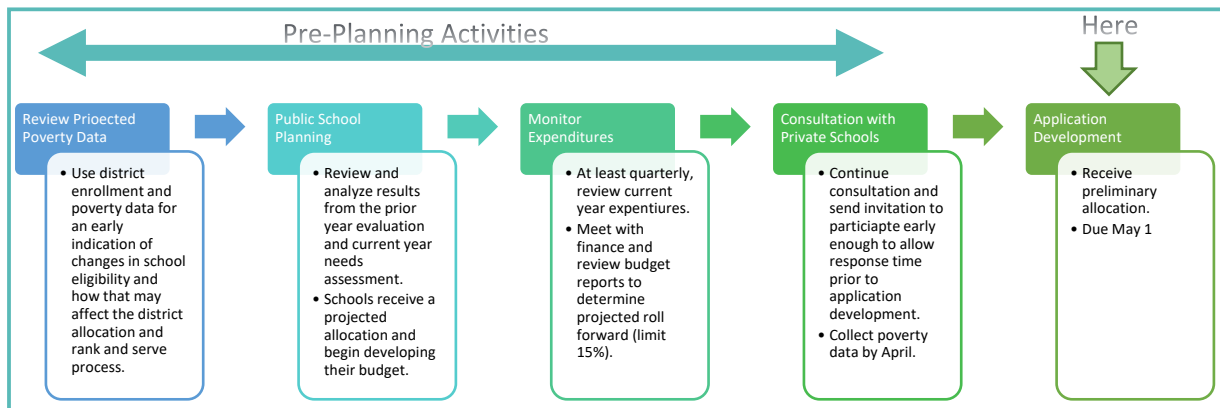 Pre-Planning Activities
Here
Review Prioected
Poverty Data
• Use district
enrollment and
poverty data for
an early
indication of
changes in school
eligibility and
how that may
affect the district
allocation and
rank and serve
process.
Public School
Planning
• Review and
analyze results
from the prior
year evaluation
and current year
needs
assessment.
• Schools receive a
projected
allocation and
begin developing
their budget.
Monitor
Expenditures
• At least quarterly,
review current
year expentiures.
• Meet with
finance and
review budget
reports to
determine
projected roll
forward (limit
15%).
Consultation with
Private Schools
• Continue
consultation and
send invitation to
particiapte early
enough to allow
response time
prior to
application
development.
• Collect poverty
data by April.
Application
Development
• Receive
preliminary
allocation.
• Due May 1